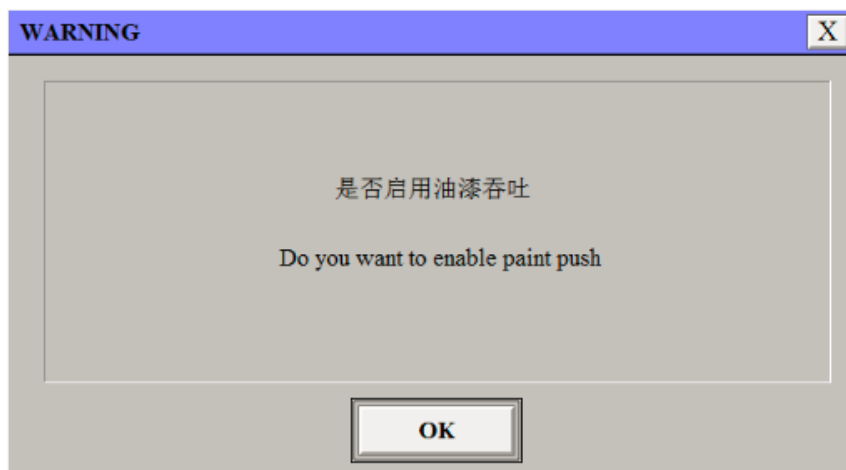 WARNING
X
是否启用油漆吞吐
Do you want to enable paint push
OK